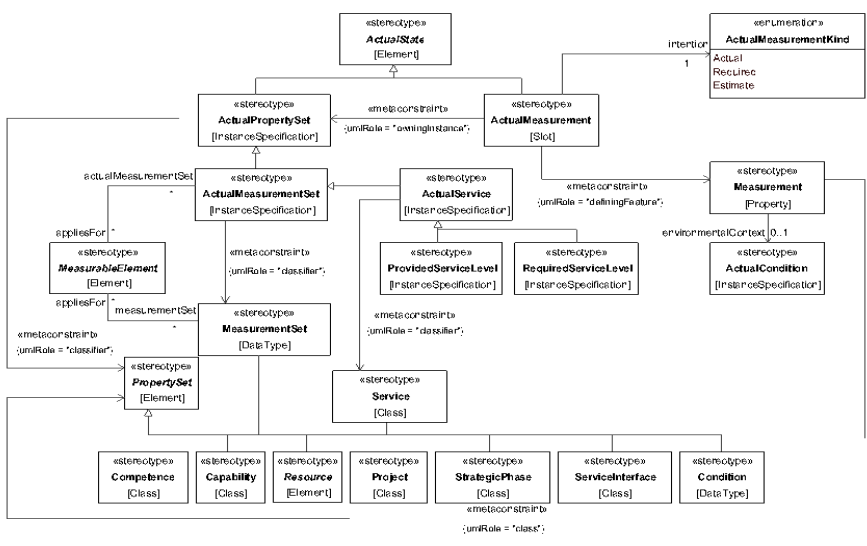 «stereotype»
ActualState
[Element]
«enumeration»
ActualMeasurementKind
Actual
Required
Estimate
intention
1
«stereotype»
ActualPropertySet
[InstanceSpecification]
«metaconstraint»
{umlRole = "owningInstance"}
«stereotype»
ActualMeasurement
[Slot]
actualMeasurementSet
*
«stereotype»
ActualMeasurementSet
[InstanceSpecification]
«stereotype»
ActualService
[InstanceSpecification]
«metaconstraint»
{umlRole = "definingFeature"}
«stereotype»
Measurement
[Property]
appliesFor *
«stereotype»
MeasurableElement
[Element]
appliesFor *
«metaconstraint»
{umlRole = "classifier"}
«stereotype»
ProvidedServiceLevel
[InstanceSpecification]
«stereotype»
RequiredServiceLevel
[InstanceSpecification]
environmentalContext 0..1
«stereotype»
ActualCondition
[InstanceSpecification]
measurementSet
*
«stereotype»
MeasurementSet
[DataType]
«metaconstraint»
{umlRole = "classifier"}
«metaconstraint»
{umlRole = "classifier"}
«stereotype»
PropertySet
[Element]
«stereotype»
Service
[Class]
«stereotype»
Competence
[Class]
«stereotype»
Capability
[Class]
«stereotype»
Resource
[Element]
«stereotype»
Project
[Class]
«stereotype»
StrategicPhase
[Class]
«stereotype»
ServiceInterface
[Class]
«stereotype»
Condition
[DataType]
«metaconstraint»
{umlRole = "class"}